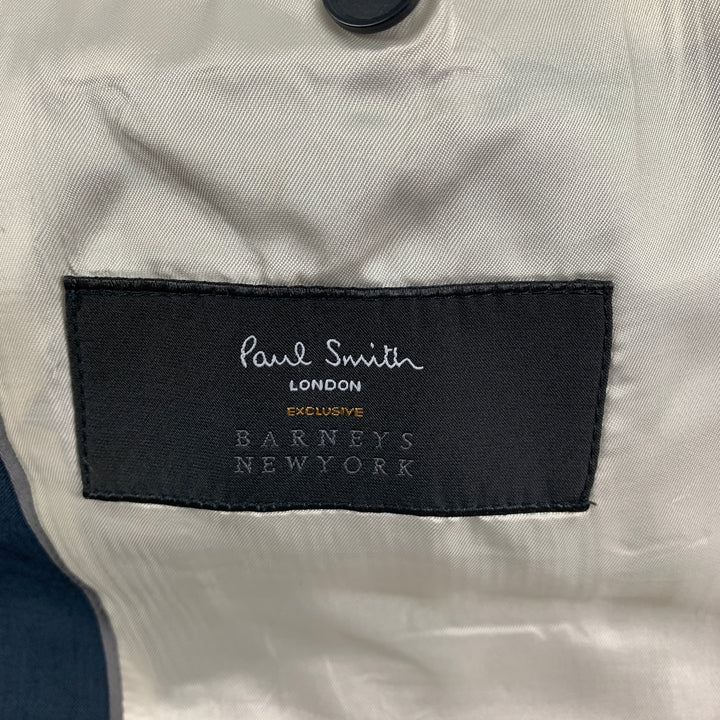 Paul Smith
LONDON
EXCLUSIVE
BARNEYS
NEWYORK